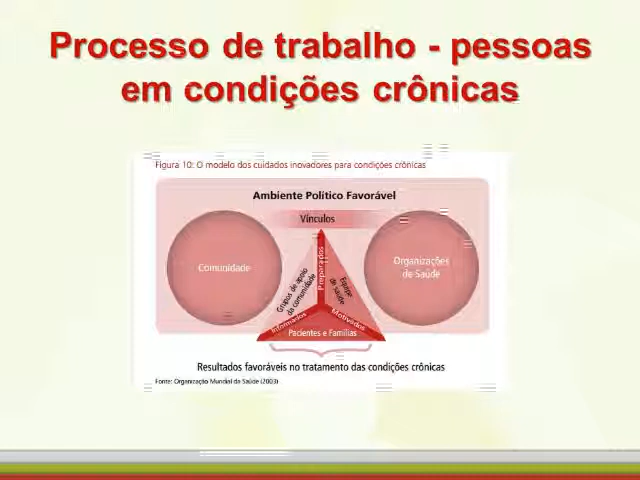 Processo de trabalho - pessoas
em condições crônicas
Figura 10: O modelo dos cuidados inovadores para condições crônicas
Ambiente Político Favorável
Vínculos
Comunidade
Organizações
de Saúde
Preparados
Grupos de apoio
da comunidade
Equipe
de Saúde
Informados
Motivados
Pacientes e Famílias
Resultados favoráveis no tratamento das condições crônicas
Fonte: Organização Mundial da Saúde (2003)